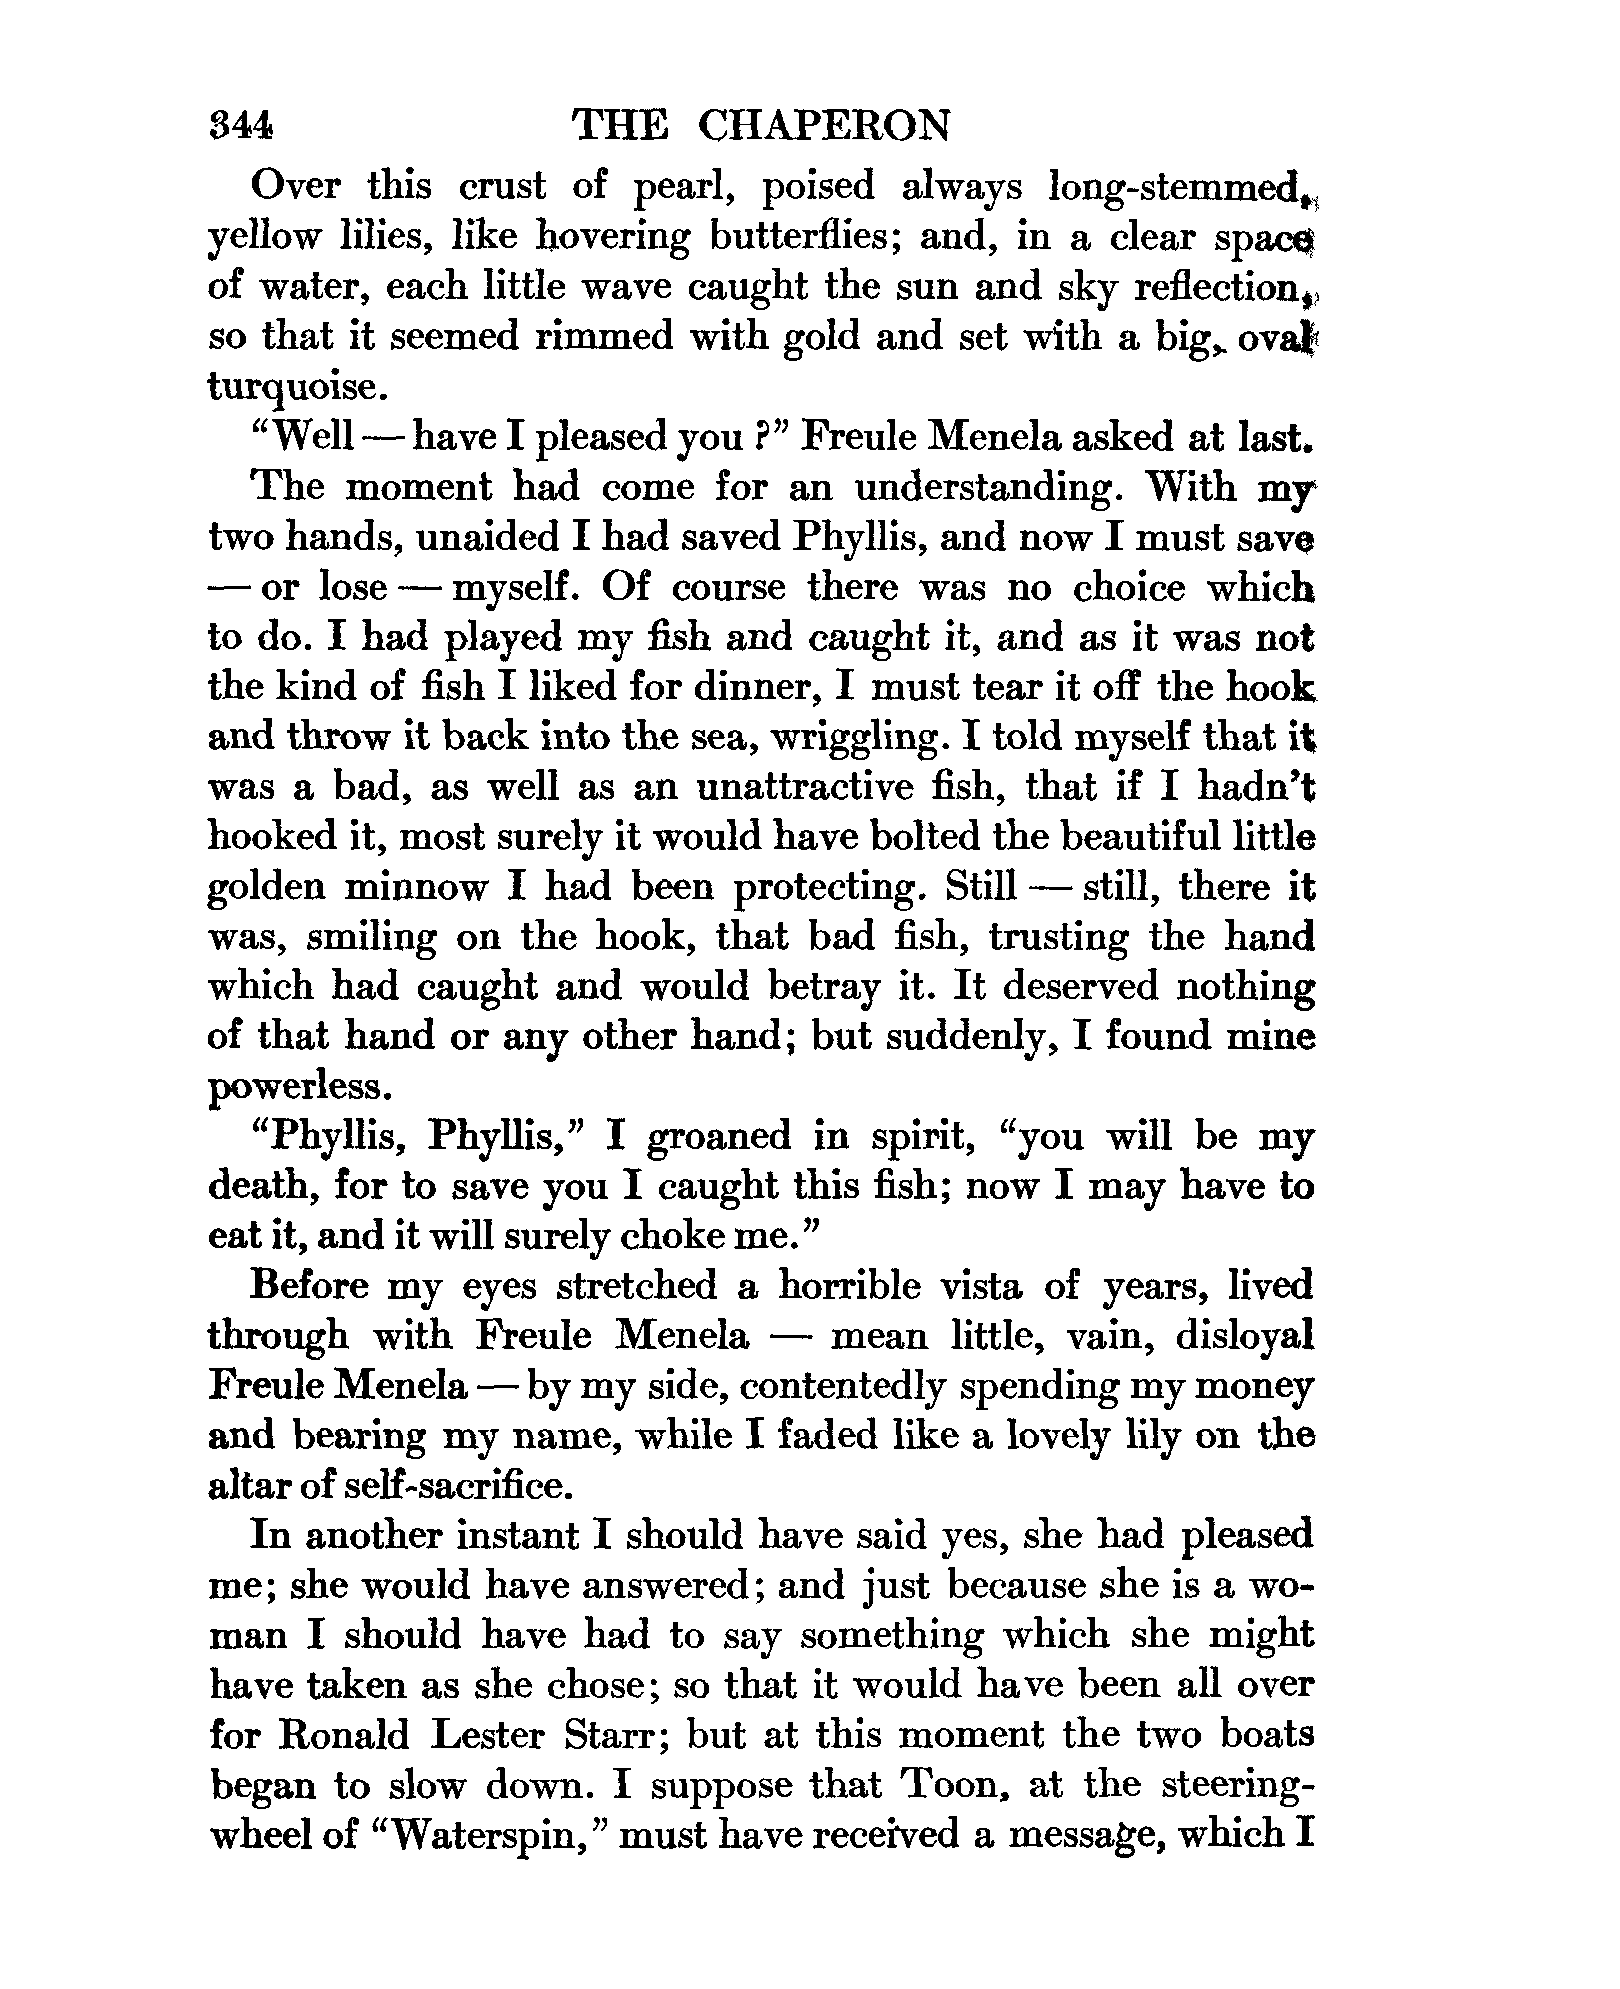 344 THE CHAPERON
Over this crust of pearl, poised always long-stemmed,
yellow lilies, like hovering butterflies; and, in a clear space
of water, each little wave caught the sun and sky reflection,
so that it seemed rimmed with gold and set with a big, oval
turquoise.
“Well — have I pleased you?” Freule Menela asked at last.
The moment had come for an understanding. With my
two hands, unaided I had saved Phyllis, and now I must save
— or lose — myself. Of course there was no choice which
to do. I had played my fish and caught it, and as it was not
the kind of fish I liked for dinner, I must tear it off the hook
and throw it back into the sea, wriggling. I told myself that it
was a bad, as well as an unattractive fish, that if I hadn’t
hooked it, most surely it would have bolted the beautiful little
golden minnow I had been protecting. Still — still, there it
was, smiling on the hook, that bad fish, trusting the hand
which had caught and would betray it. It deserved nothing
of that hand or any other hand; but suddenly, I found mine
powerless.
“Phyllis, Phyllis,” I groaned in spirit, “you will be my
death, for to save you I caught this fish; now I may have to
eat it, and it will surely choke me.”
Before my eyes stretched a horrible vista of years, lived
through with Freule Menela — mean little, vain, disloyal
Freule Menela — by my side, contentedly spending my money
and bearing my name, while I faded like a lovely lily on the
altar of self-sacrifice.
In another instant I should have said yes, she had pleased
me; she would have answered; and just because she is a wo-
man I should have had to say something which she might
have taken as she chose; so that it would have been all over
for Ronald Lester Starr; but at this moment the two boats
began to slow down. I suppose that Toon, at the steering-
wheel of “Waterspin,” must have received a message, which I